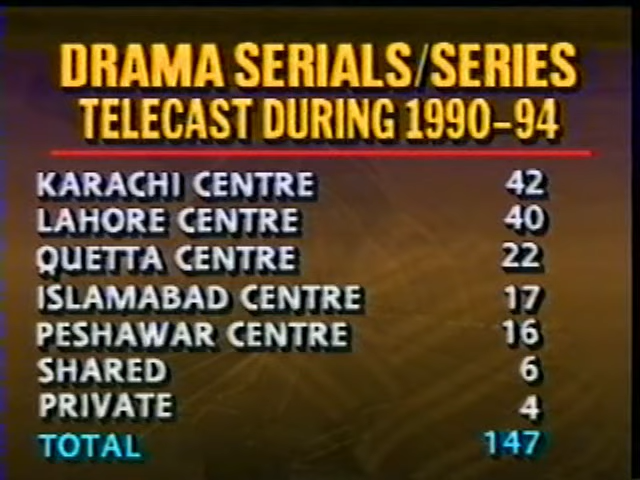 DRAMA SERIALS/SERIES
TELECAST DURING 1990-94
KARACHI CENTRE 42
LAHORE CENTRE 40
QUETTA CENTRE 22
ISLAMABAD CENTRE 17
PESHAWAR CENTRE 16
SHARED 6
PRIVATE 4
TOTAL 147